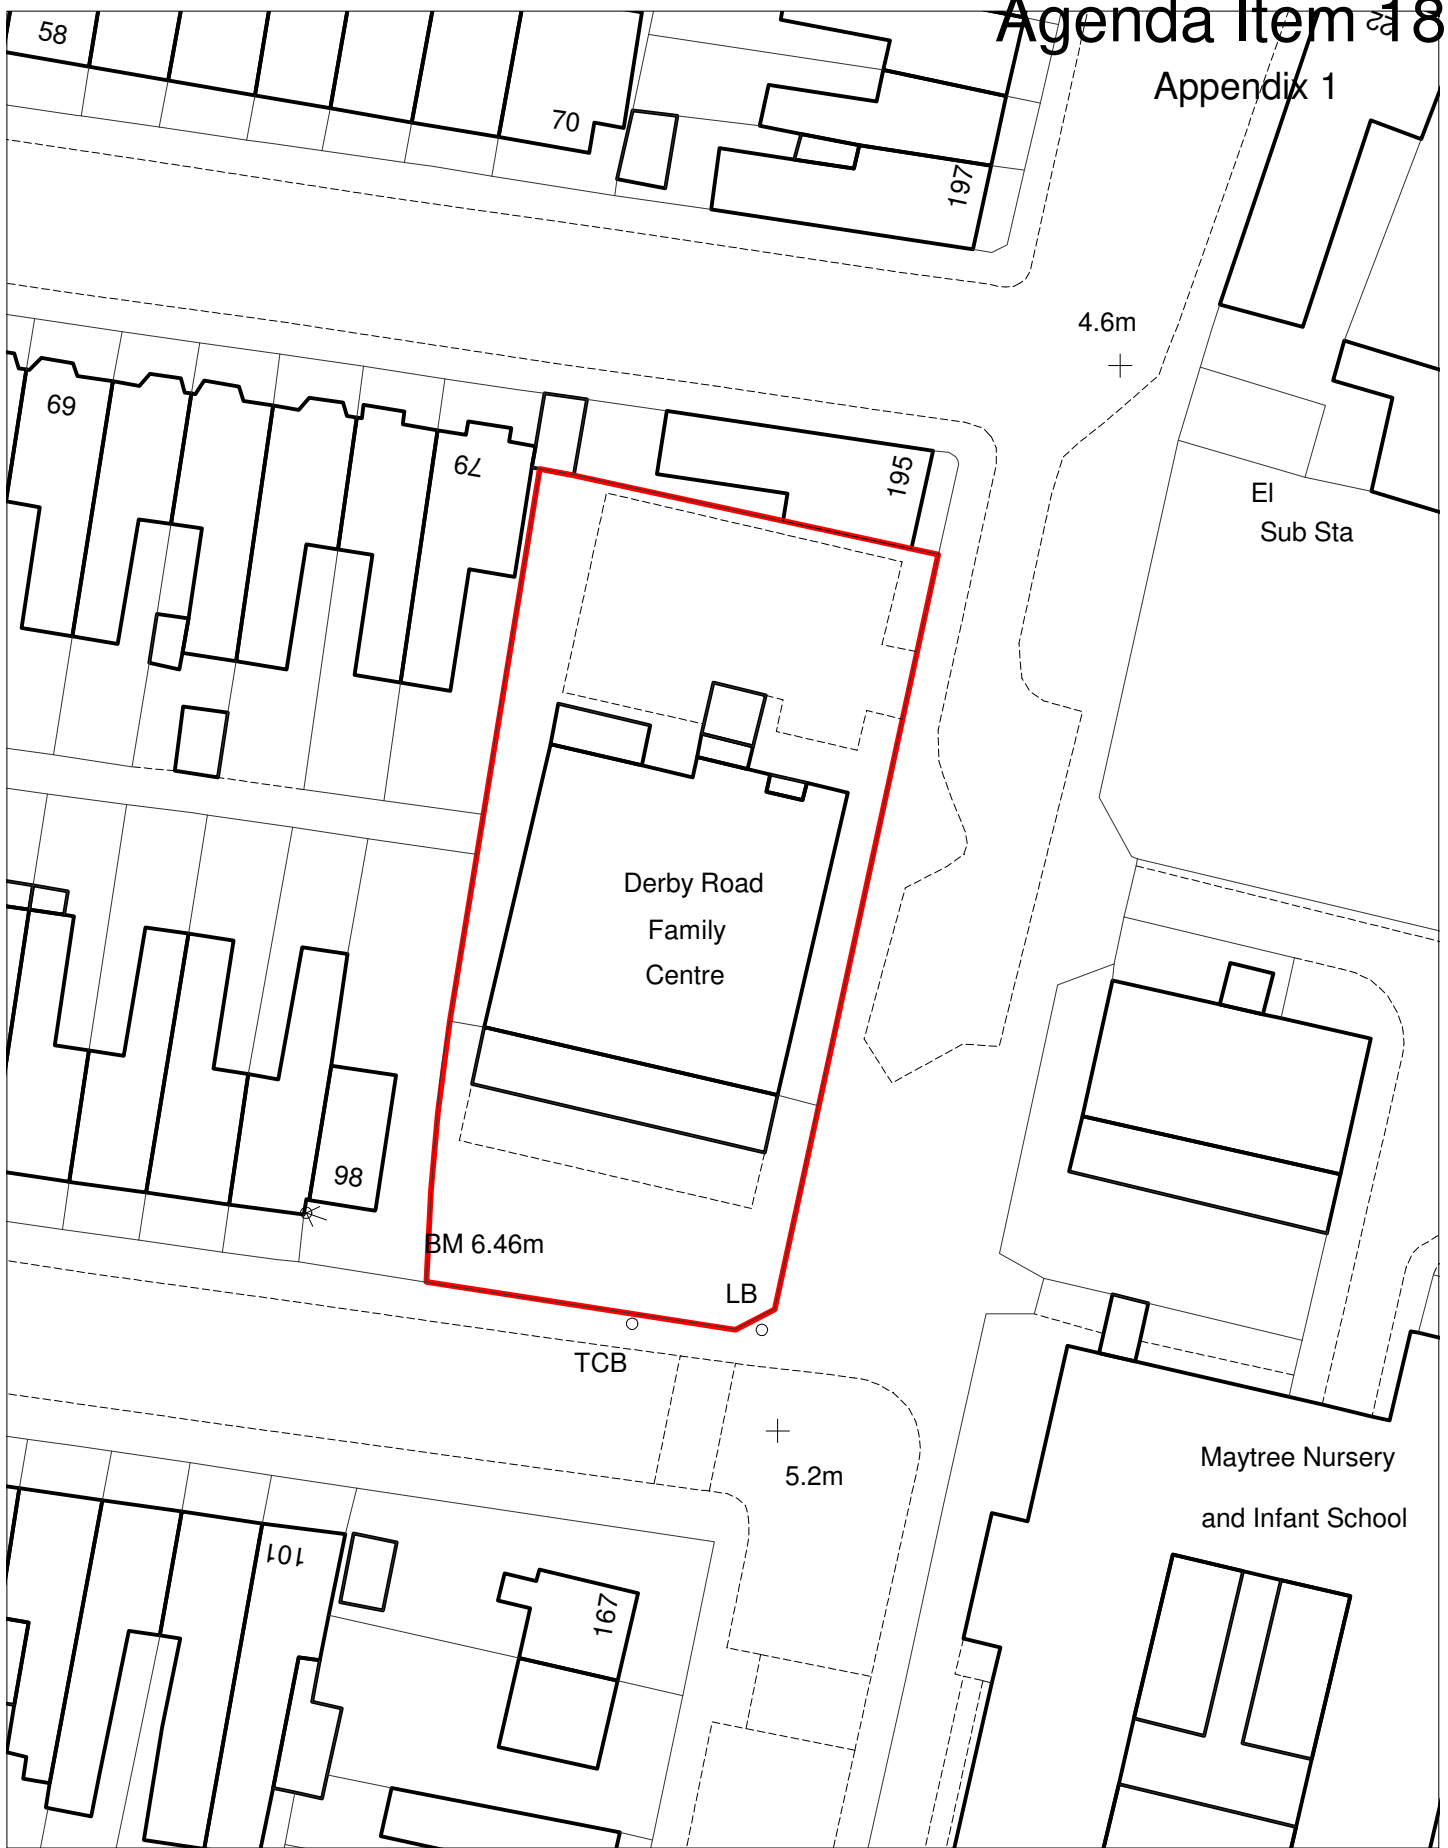 Agenda Item 18
Appendix 1
58
70
197
4.6m
69
79
195
El
Sub Sta
Derby Road
Family
Centre
98
BM 6.46m
LB
TCB
5.2m
Maytree Nursery
and Infant School
101
167